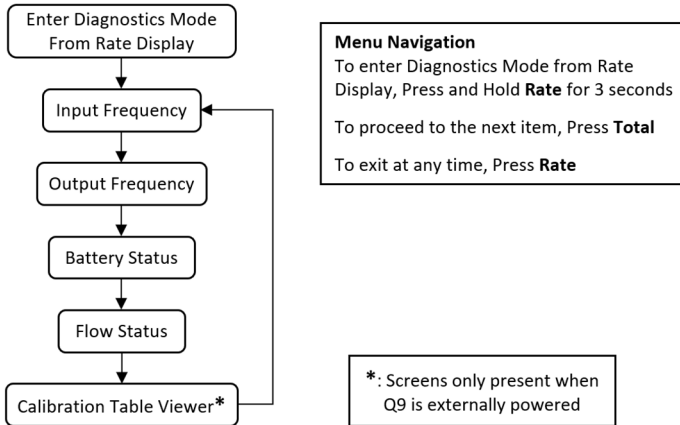 Enter Diagnostics Mode
From Rate Display
Input Frequency
Output Frequency
Battery Status
Flow Status
Calibration Table Viewer*
Menu Navigation
To enter Diagnostics Mode from Rate
Display, Press and Hold Rate for 3 seconds
To proceed to the next item, Press Total
To exit at any time, Press Rate
*: Screens only present when
Q9 is externally powered